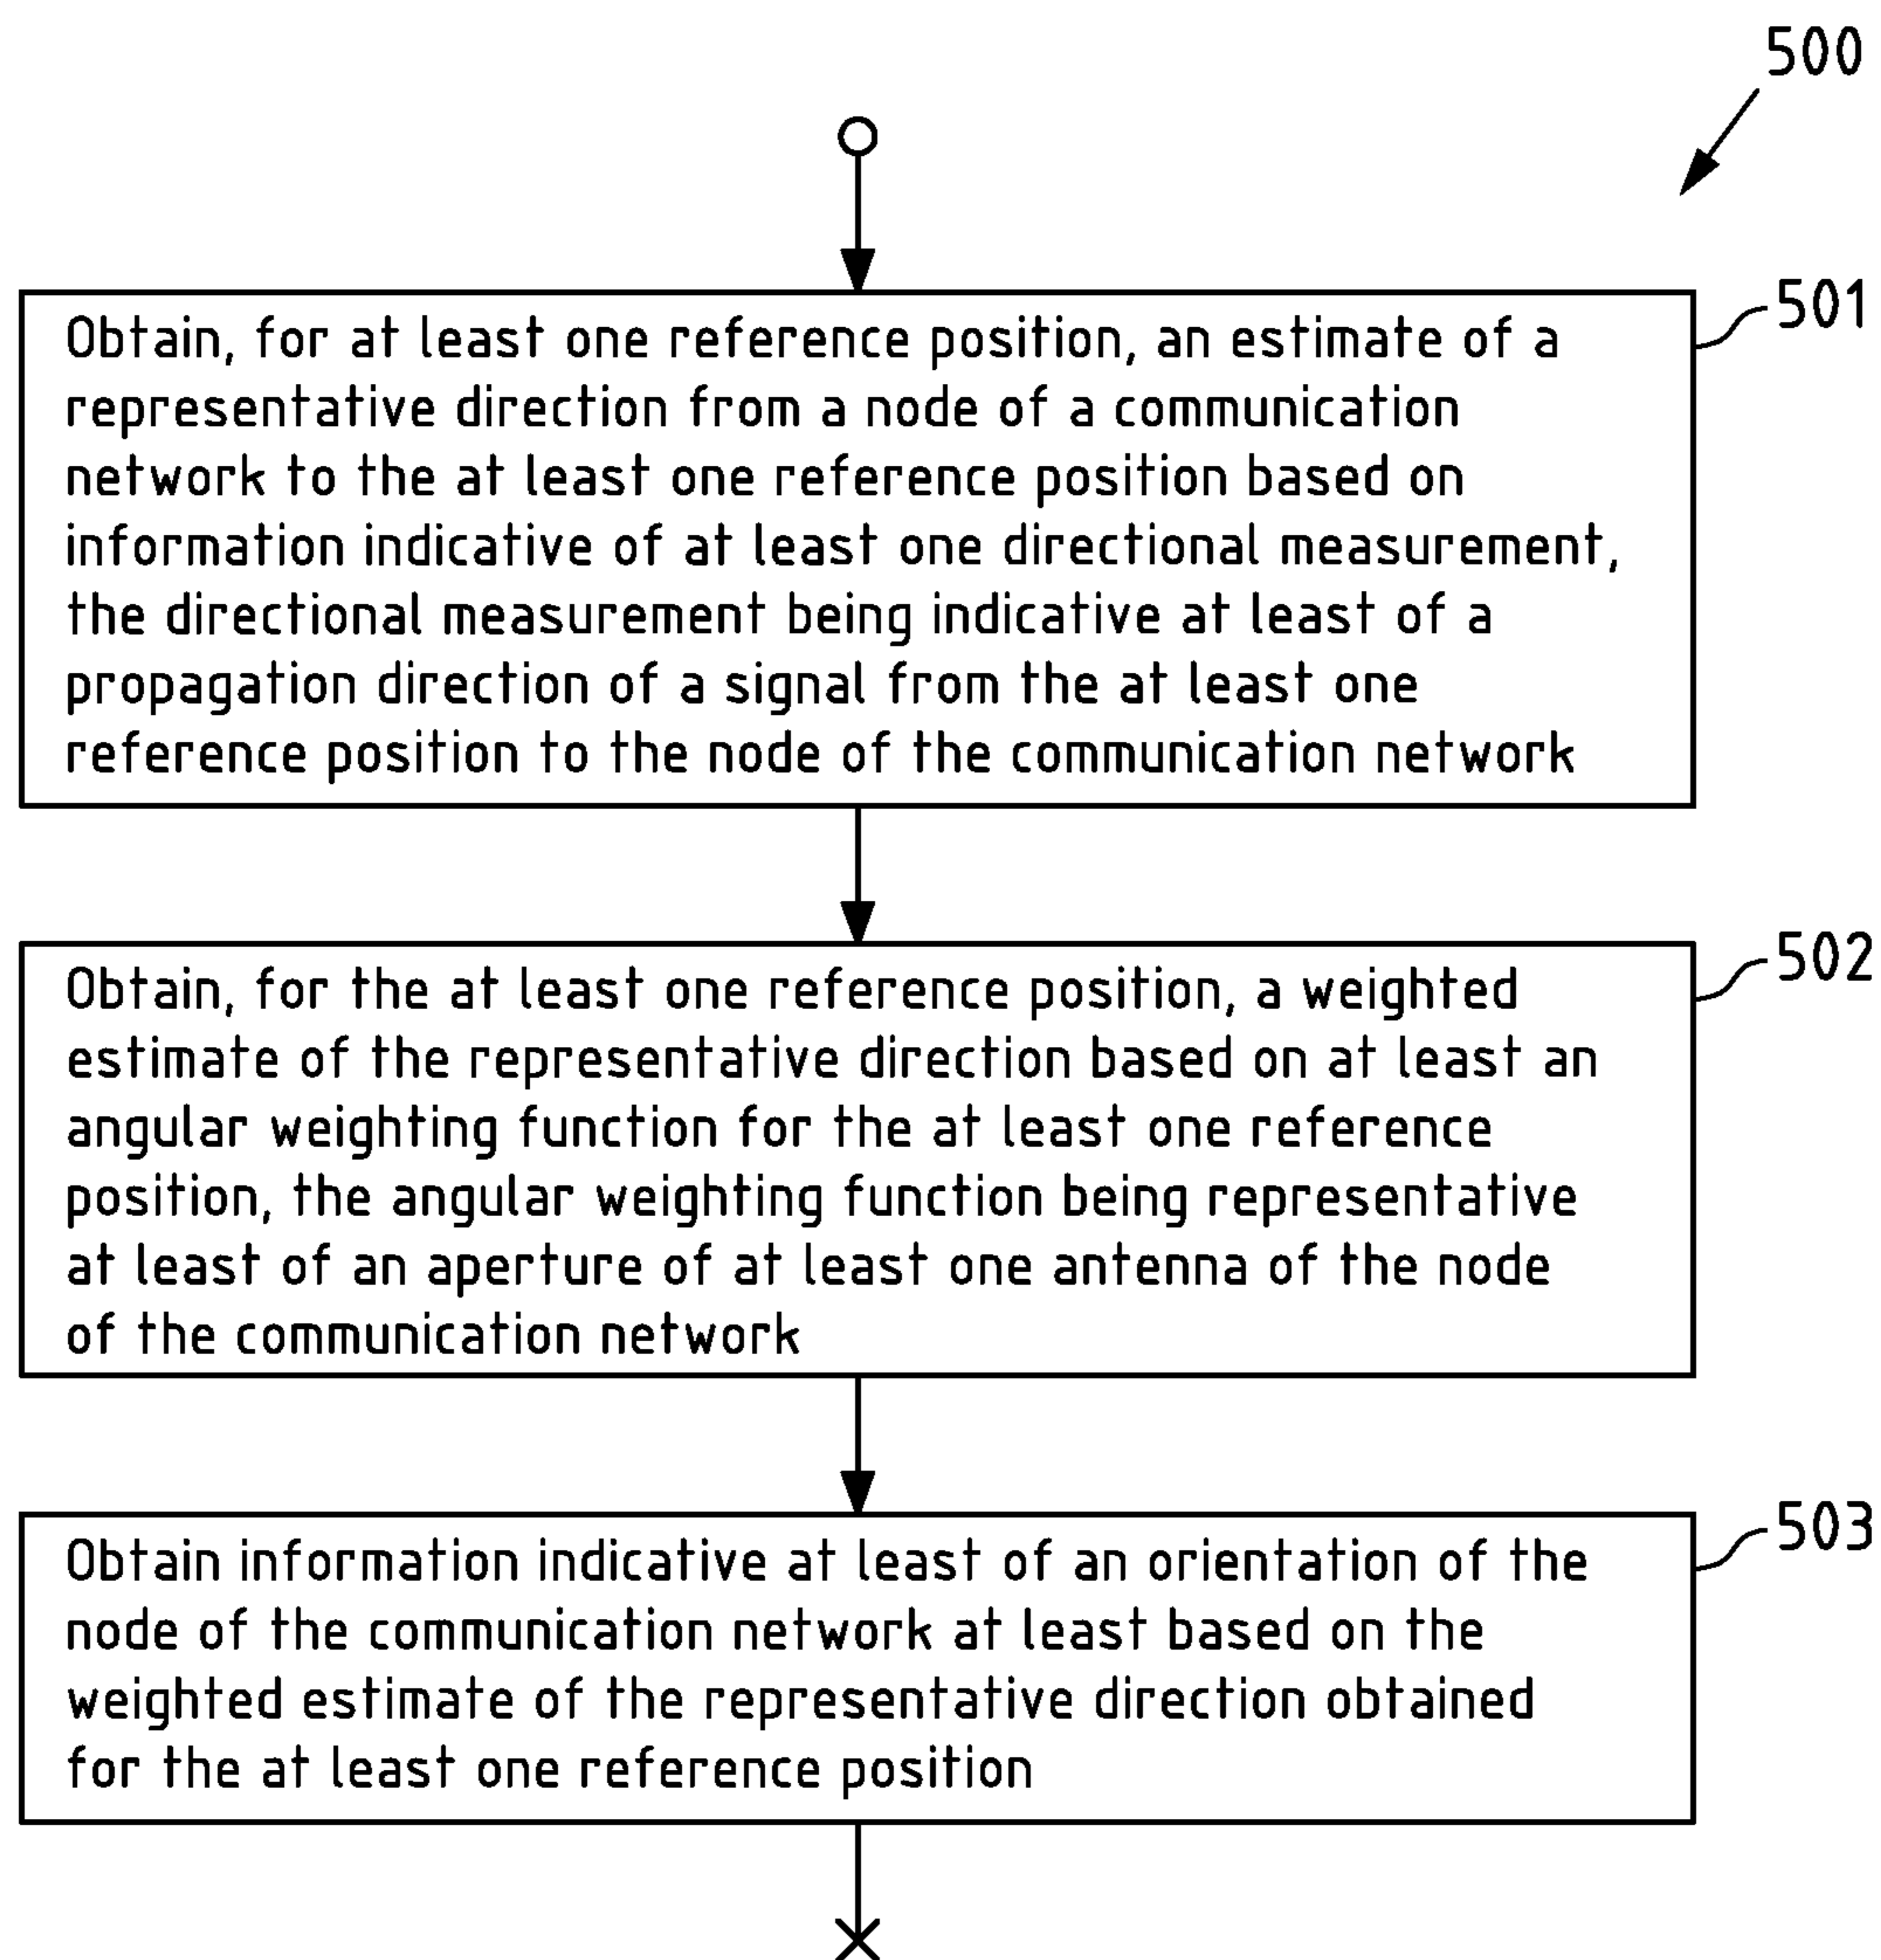 500
501
Obtain, for at least one reference position, an estimate of a
representative direction from a node of a communication
network to the at least one reference position based on
information indicative of at least one directional measurement,
the directional measurement being indicative at least of a
propagation direction of a signal from the at least one
reference position to the node of the communication network
502
Obtain, for the at least one reference position, a weighted
estimate of the representative direction based on at least an
angular weighting function for the at least one reference
position, the angular weighting function being representative
at least of an aperture of at least one antenna of the node
of the communication network
503
Obtain information indicative at least of an orientation of the
node of the communication network at least based on the
weighted estimate of the representative direction obtained
for the at least one reference position